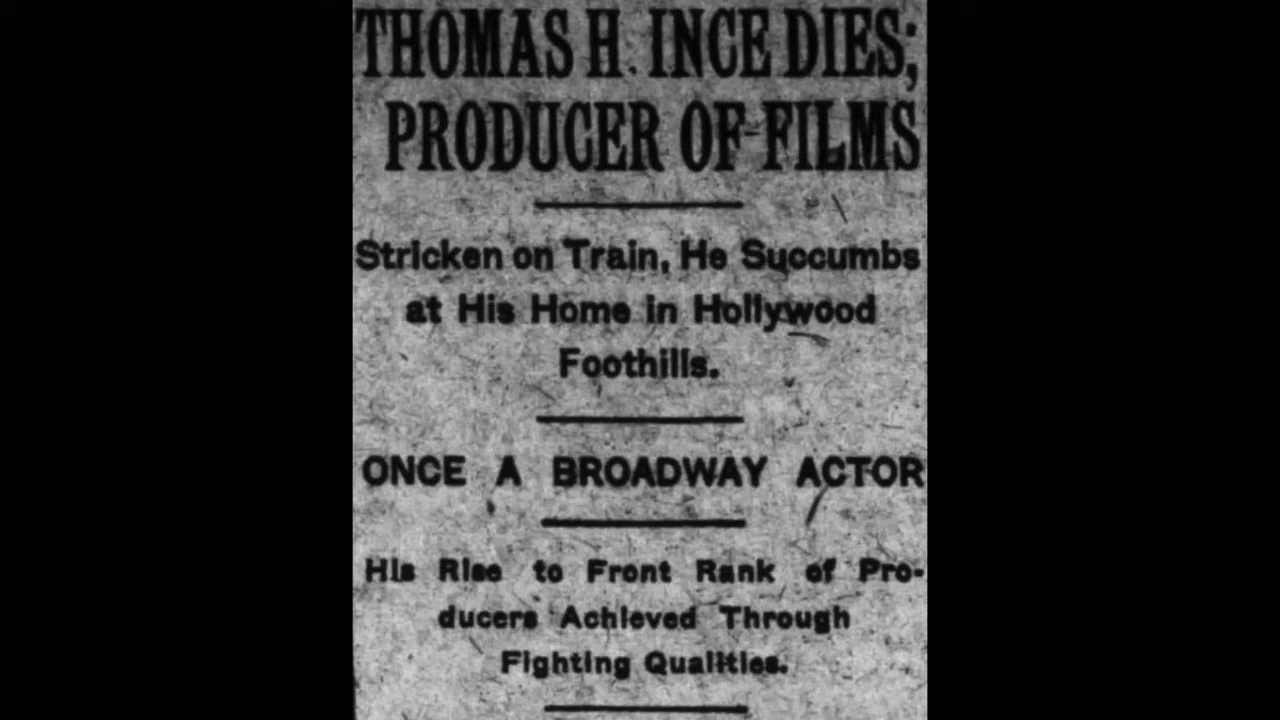 THOMAS H. INCE DIES;
PRODUCER OF FILMS
Stricken on Train, He Succumbs
at His Home in Hollywood
Foothills.
ONCE A BROADWAY ACTOR
His Rise to Front Rank of Pro-
ducers Achieved Through
Fighting Qualities.